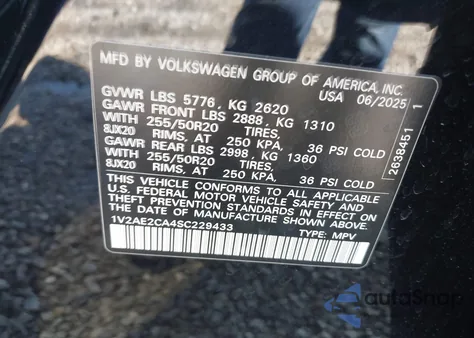 MFD BY VOLKSWAGEN GROUP OF AMERICA, INC.
USA 06/2025
GVWR LBS 5776, KG 2620
GAWR FRONT LBS 2888, KG 1310
WITH 255/50R20 TIRES,
8JX20 RIMS, AT 250 KPA, 36 PSI COLD
GAWR REAR LBS 2998, KG 1360
WITH 255/50R20 TIRES,
8JX20 RIMS, AT 250 KPA, 36 PSI COLD
THIS VEHICLE CONFORMS TO ALL APPLICABLE
U.S. FEDERAL MOTOR VEHICLE SAFETY AND
THEFT PREVENTION STANDARDS IN EFFECT ON
THE DATE OF MANUFACTURE SHOWN ABOVE.
1V2AE2CA4SC229433 TYPE: MPV
2838451 1
autoSnap